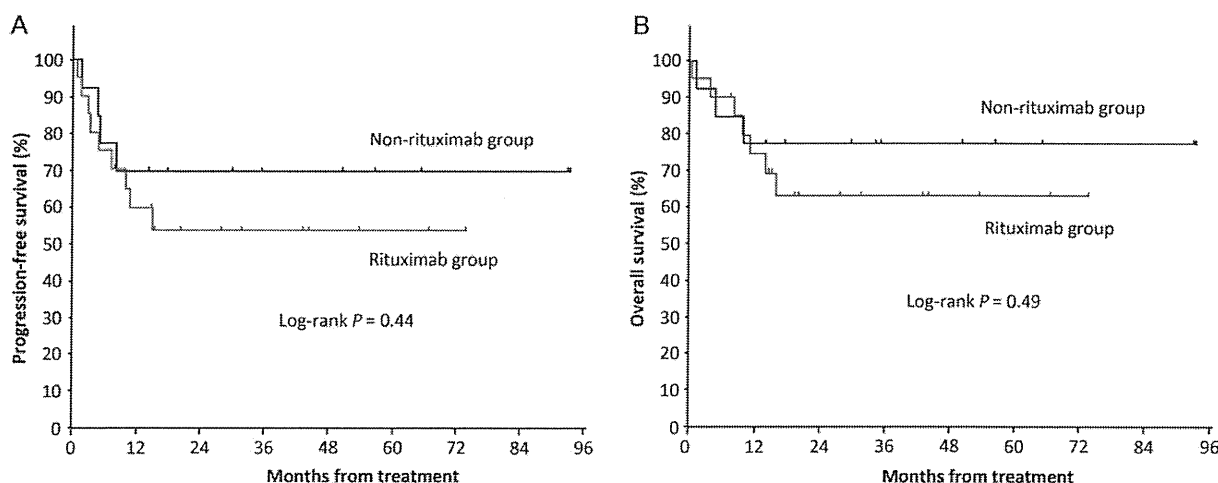 A
Progression-free survival (%)
100
90
80
70
60
50
40
30
20
10
0
Non-rituximab group
Rituximab group
Log-rank P = 0.44
0 12 24 36 48 60 72 84 96
Months from treatment
B
Overall survival (%)
100
90
80
70
60
50
40
30
20
10
0
Non-rituximab group
Rituximab group
Log-rank P = 0.49
0 12 24 36 48 60 72 84 96
Months from treatment